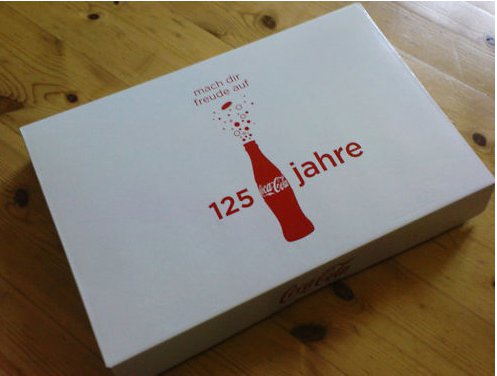 mach dir
freude auf
125 Coca-Cola jahre
Coca-Cola